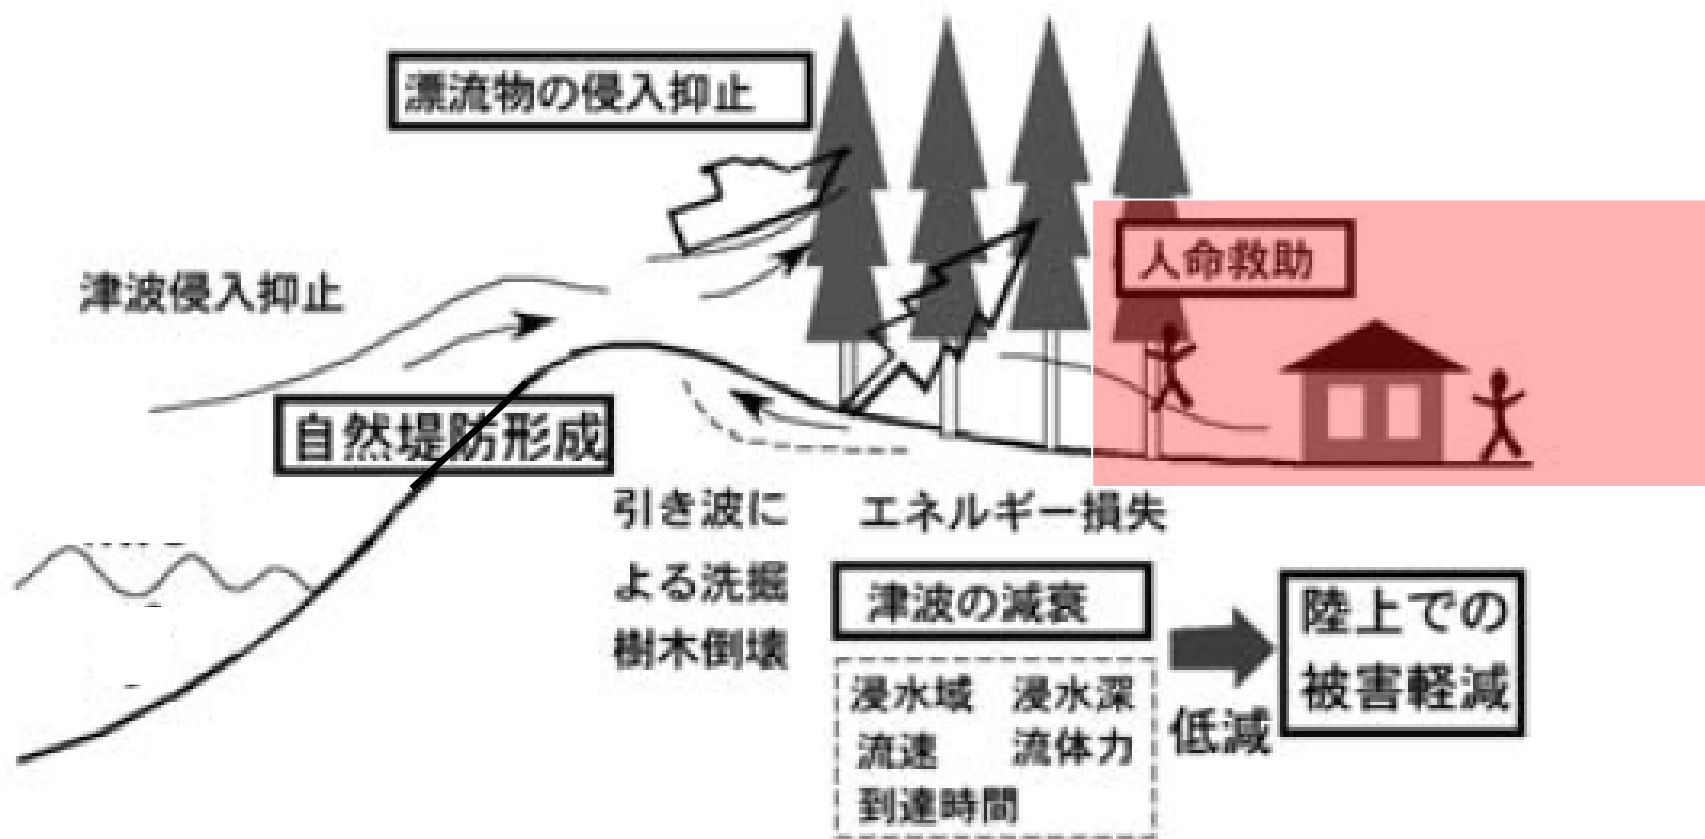 漂流物の侵入抑止
人命救助
津波侵入抑止
自然堤防形成
引き波に
よる洗掘
樹木倒壊
エネルギー損失
津波の減衰
浸水域 浸水深
流速 流体力
到達時間
低減
陸上での
被害軽減